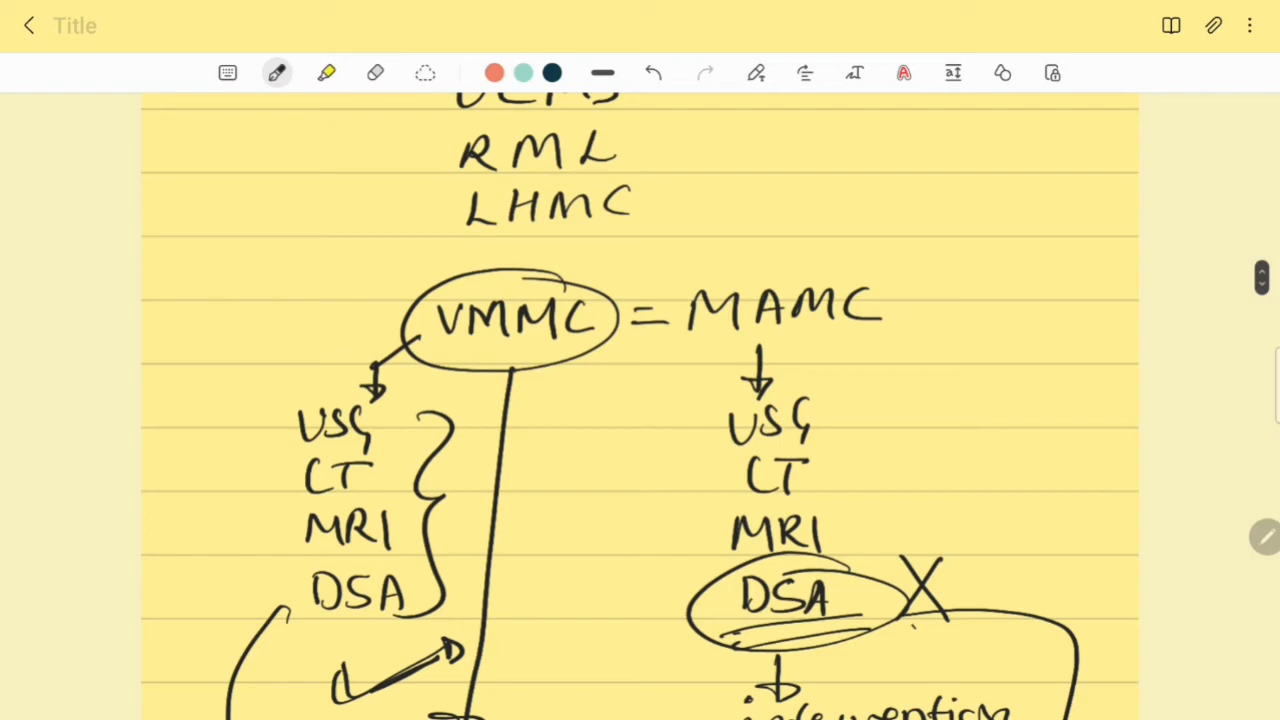 Title
RML
LHMC
VMMC = MAMC
USG
CT
MRI
DSA
USG
CT
MRI
DSA X